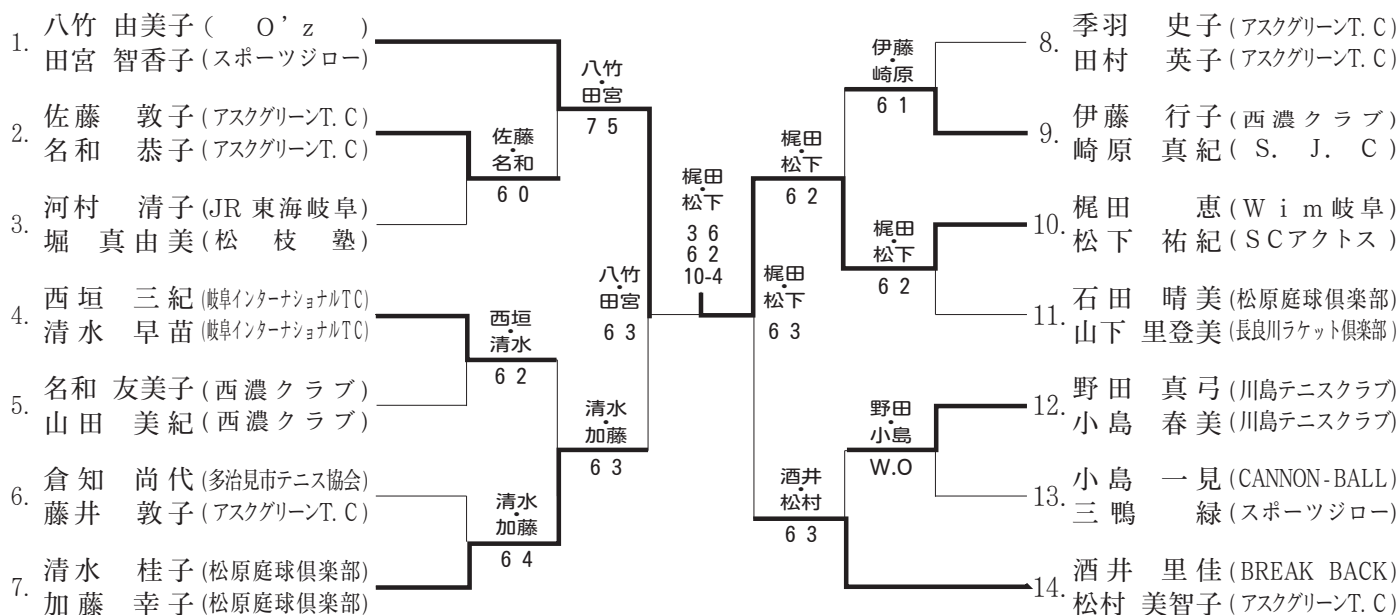 1. 八竹 由美子 ( O'z )
田宮 智香子 (スポーツジロー)
2. 佐藤 敦子 (アスクグリーンT.C)
名和 恭子 (アスクグリーンT.C)
3. 河村 清子 (JR東海岐阜)
堀 真由美 (松枝塾)
4. 西垣 三紀 (岐阜インターナショナルTC)
清水 早苗 (岐阜インターナショナルTC)
5. 名和 友美子 (西濃クラブ)
山田 美紀 (西濃クラブ)
6. 倉知 尚代 (多治見市テニス協会)
藤井 敦子 (アスクグリーンT.C)
7. 清水 桂子 (松原庭球倶楽部)
加藤 幸子 (松原庭球倶楽部)
佐藤・
名和
6 0
西垣・
清水
6 2
清水・
加藤
6 4
八竹・
田宮
7 5
清水・
加藤
6 3
八竹・
田宮
6 3
梶田・
松下
3 6
6 2
10-4
梶田・
松下
6 3
梶田・
松下
6 2
酒井・
松村
6 3
伊藤・
崎原
6 1
梶田・
松下
6 2
野田・
小島
W.O
8. 季羽 史子 (アスクグリーンT.C)
田村 英子 (アスクグリーンT.C)
9. 伊藤 行子 (西濃クラブ)
崎原 真紀 (S. J. C)
10. 梶田 恵 (Wim岐阜)
松下 祐紀 (SCアクトス)
11. 石田 晴美 (松原庭球倶楽部)
山下 里登美 (長良川ラケット倶楽部)
12. 野田 真弓 (川島テニスクラブ)
小島 春美 (川島テニスクラブ)
13. 小島 一見 (CANNON-BALL)
三鴨 緑 (スポーツジロー)
14. 酒井 里佳 (BREAK BACK)
松村 美智子 (アスクグリーンT.C)